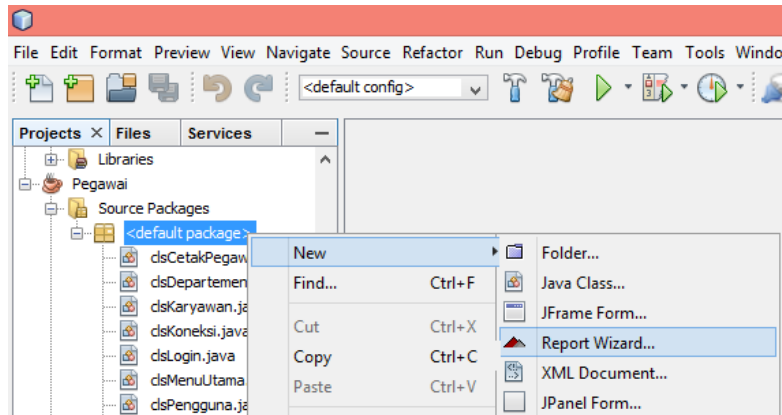 File Edit Format Preview View Navigate Source Refactor Run Debug Profile Team Tools Windo
<default config>
Projects Files Services
Libraries
Pegawai
Source Packages
<default package>
clsCetakPegaw
clsDepartemen
clsKaryawan.ja
clsKoneksi.java
clsLogin.java
clsMenuUtama.
clsPengguna.ja
New
Find... Ctrl+F
Cut Ctrl+X
Copy Ctrl+C
Paste Ctrl+V
Folder...
Java Class...
JFrame Form...
Report Wizard...
XML Document...
JPanel Form...